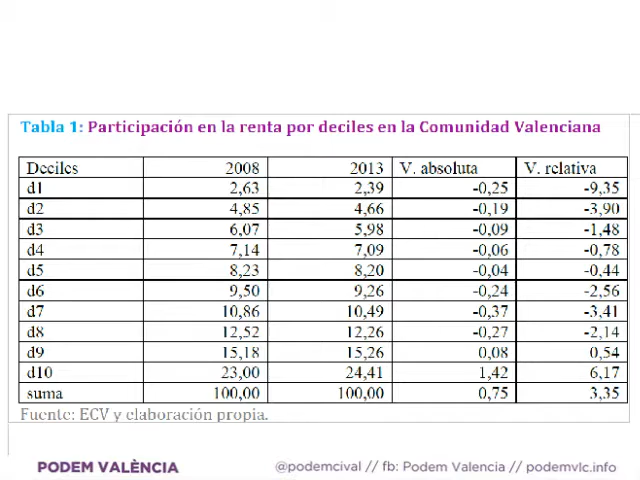 Tabla 1: Participación en la renta por deciles en la Comunidad Valenciana
Deciles 2008 2013 V. absoluta V. relativa
d1 2,63 2,39 -0,25 -9,35
d2 4,85 4,66 -0,19 -3,90
d3 6,07 5,98 -0,09 -1,48
d4 7,14 7,09 -0,06 -0,78
d5 8,23 8,20 -0,04 -0,44
d6 9,50 9,26 -0,24 -2,56
d7 10,86 10,49 -0,37 -3,41
d8 12,52 12,26 -0,27 -2,14
d9 15,18 15,26 0,08 0,54
d10 23,00 24,41 1,42 6,17
suma 100,00 100,00 0,75 3,35
Fuente: ECV y elaboración propia.
PODEM VALÈNCIA @podemcival // fb: Podem Valencia // podemvlc.info